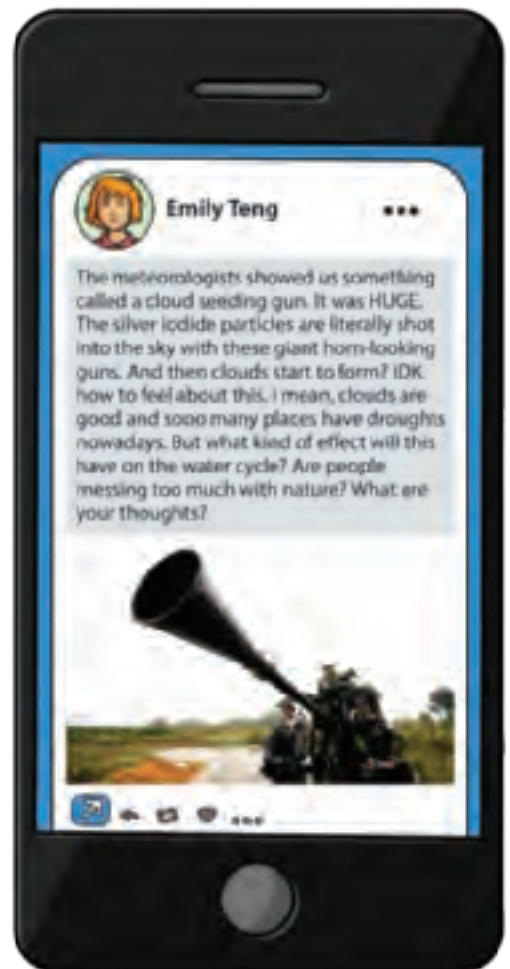 Emily Teng
The meteorologists showed us something
called a cloud seeding gun. It was HUGE.
The silver iodide particles are literally shot
into the sky with these giant horn-looking
guns. And then clouds start to form? IDK
how to feel about this. I mean, clouds are
good and sooo many places have droughts
nowadays. But what kind of effect will this
have on the water cycle? Are people
messing too much with nature? What are
your thoughts?